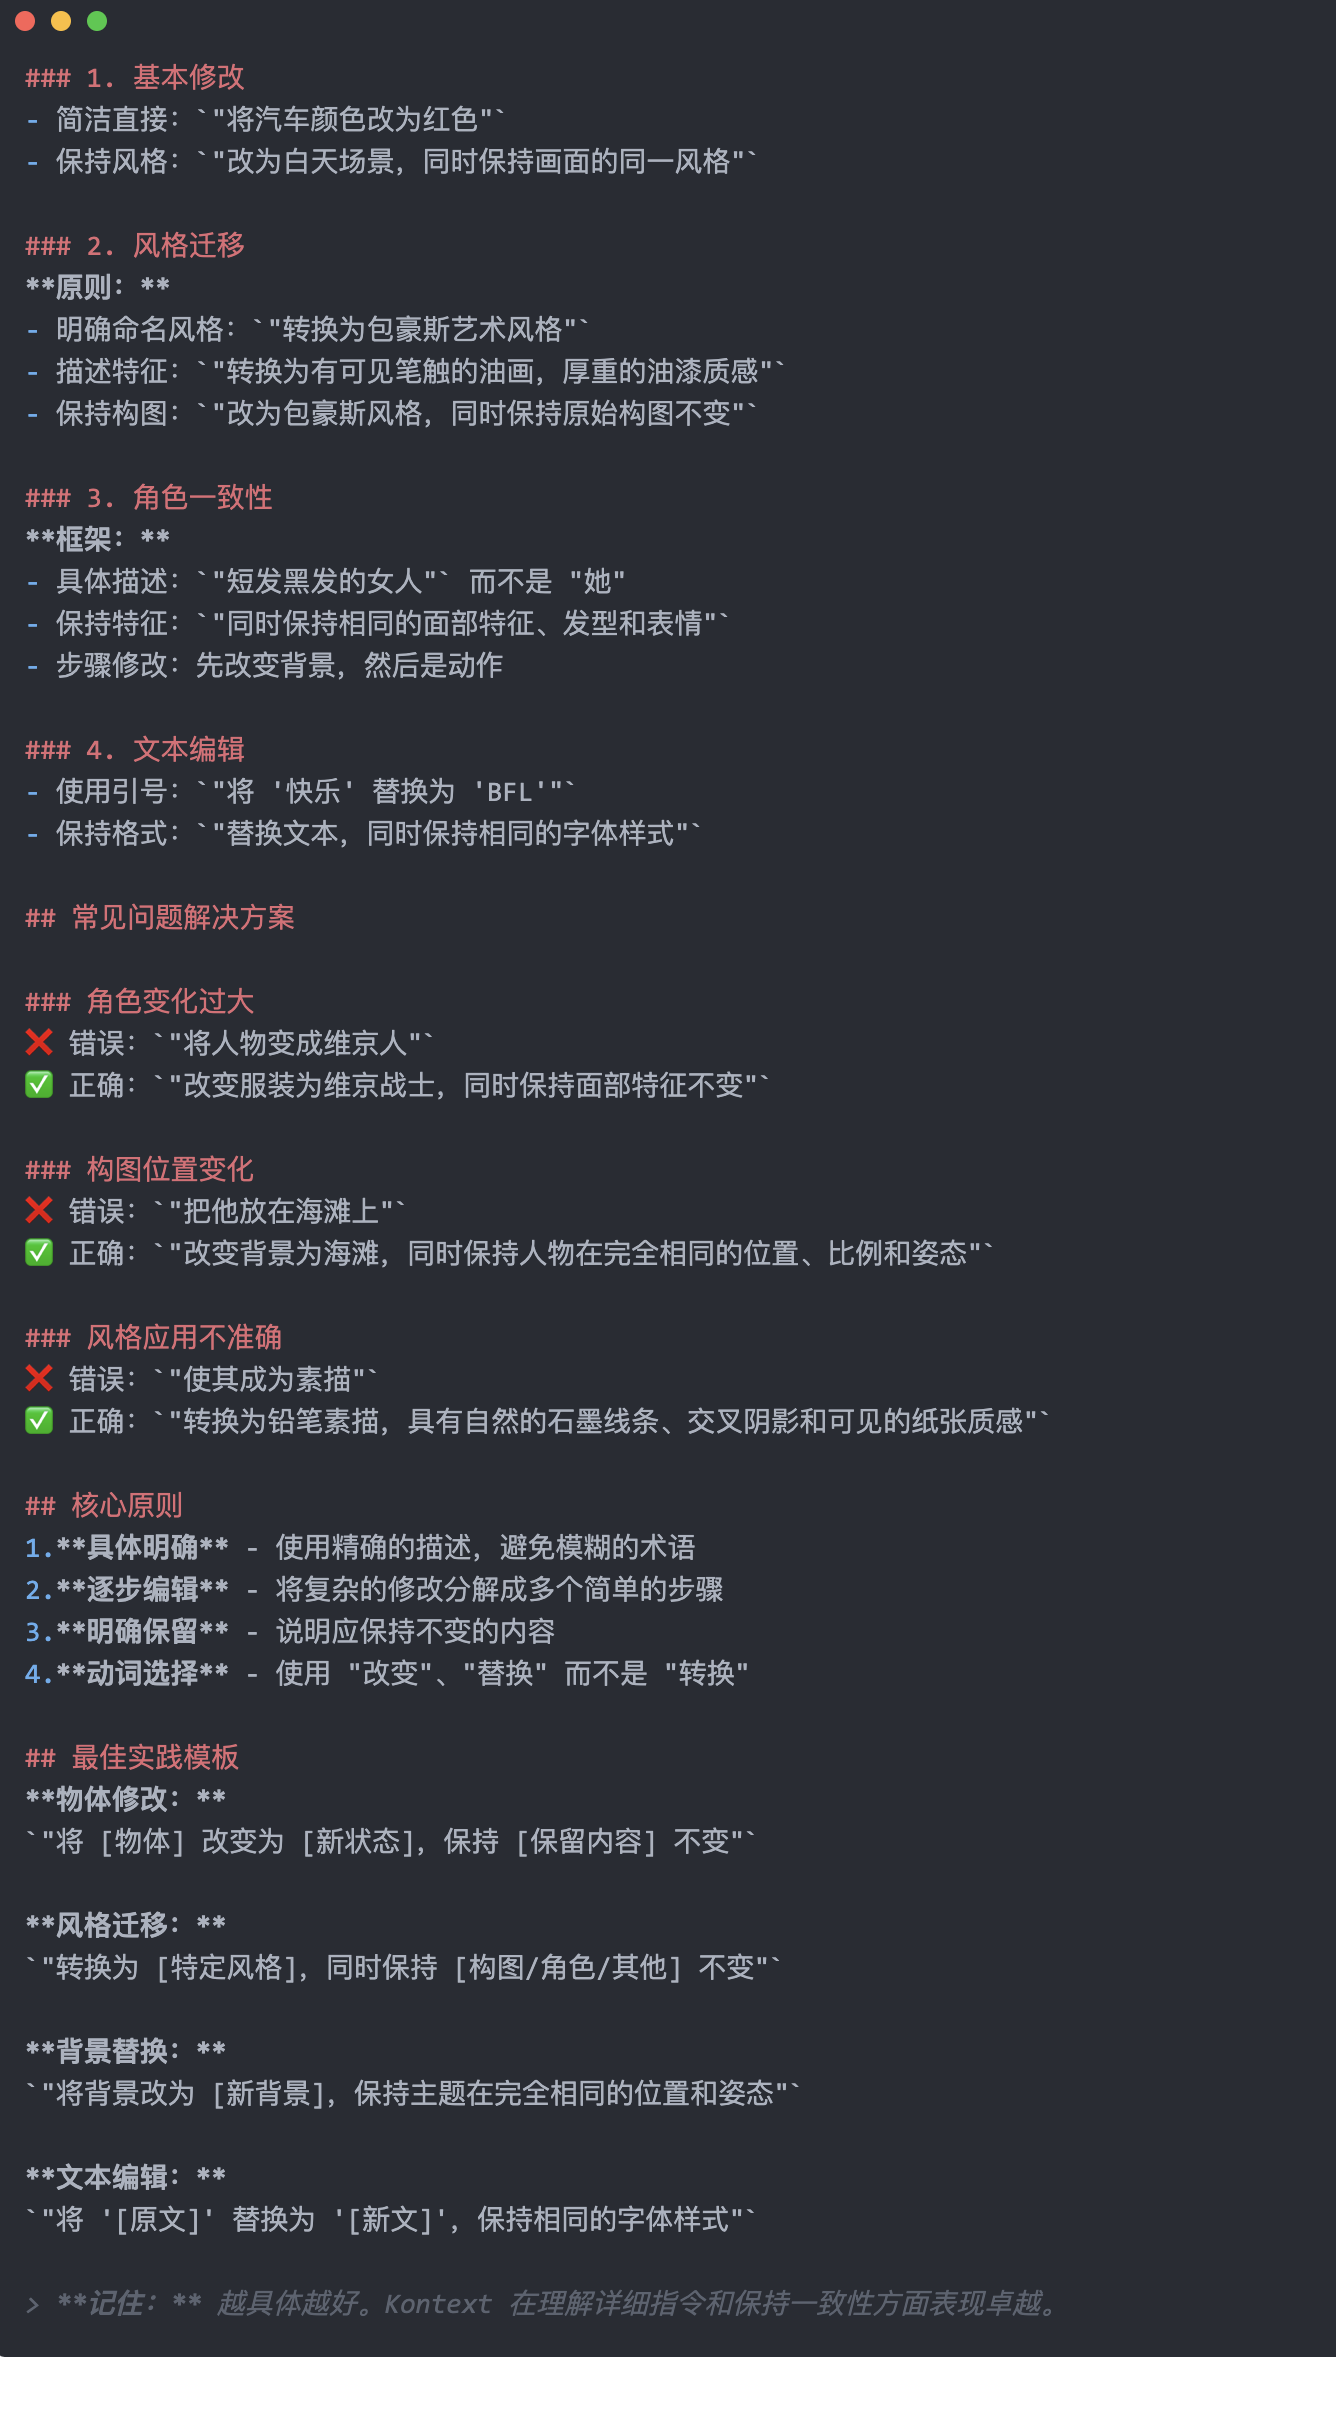 ### 1. 基本修改
- 简洁直接：`"将汽车颜色改为红色"`
- 保持风格：`"改为白天场景，同时保持画面的同一风格"`
### 2. 风格迁移
**原则：**
- 明确命名风格：`"转换为包豪斯艺术风格"`
- 描述特征：`"转换为有可见笔触的油画，厚重的油漆质感"`
- 保持构图：`"改为包豪斯风格，同时保持原始构图不变"`
### 3. 角色一致性
**框架：**
- 具体描述：`"短发黑发的女人"` 而不是 "她"
- 保持特征：`"同时保持相同的面部特征、发型和表情"`
- 步骤修改：先改变背景，然后是动作
### 4. 文本编辑
- 使用引号：`"将 '快乐' 替换为 'BFL'"`
- 保持格式：`"替换文本，同时保持相同的字体样式"`
## 常见问题解决方案
### 角色变化过大
❌ 错误：`"将人物变成维京人"`
✅ 正确：`"改变服装为维京战士，同时保持面部特征不变"`
### 构图位置变化
❌ 错误：`"把他放在海滩上"`
✅ 正确：`"改变背景为海滩，同时保持人物在完全相同的位置、比例和姿态"`
### 风格应用不准确
❌ 错误：`"使其成为素描"`
✅ 正确：`"转换为铅笔素描，具有自然的石墨线条、交叉阴影和可见的纸张质感"`
## 核心原则
1.**具体明确** - 使用精确的描述，避免模糊的术语
2.**逐步编辑** - 将复杂的修改分解成多个简单的步骤
3.**明确保留** - 说明应保持不变的内容
4.**动词选择** - 使用 "改变"、"替换" 而不是 "转换"
## 最佳实践模板
**物体修改：**
`"将 [物体] 改变为 [新状态]，保持 [保留内容] 不变"`
**风格迁移：**
`"转换为 [特定风格]，同时保持 [构图/角色/其他] 不变"`
**背景替换：**
`"将背景改为 [新背景]，保持主题在完全相同的位置和姿态"`
**文本编辑：**
`"将 '[原文]' 替换为 '[新文]'，保持相同的字体样式"`
> **记住：** 越具体越好。Kontext 在理解详细指令和保持一致性方面表现卓越。